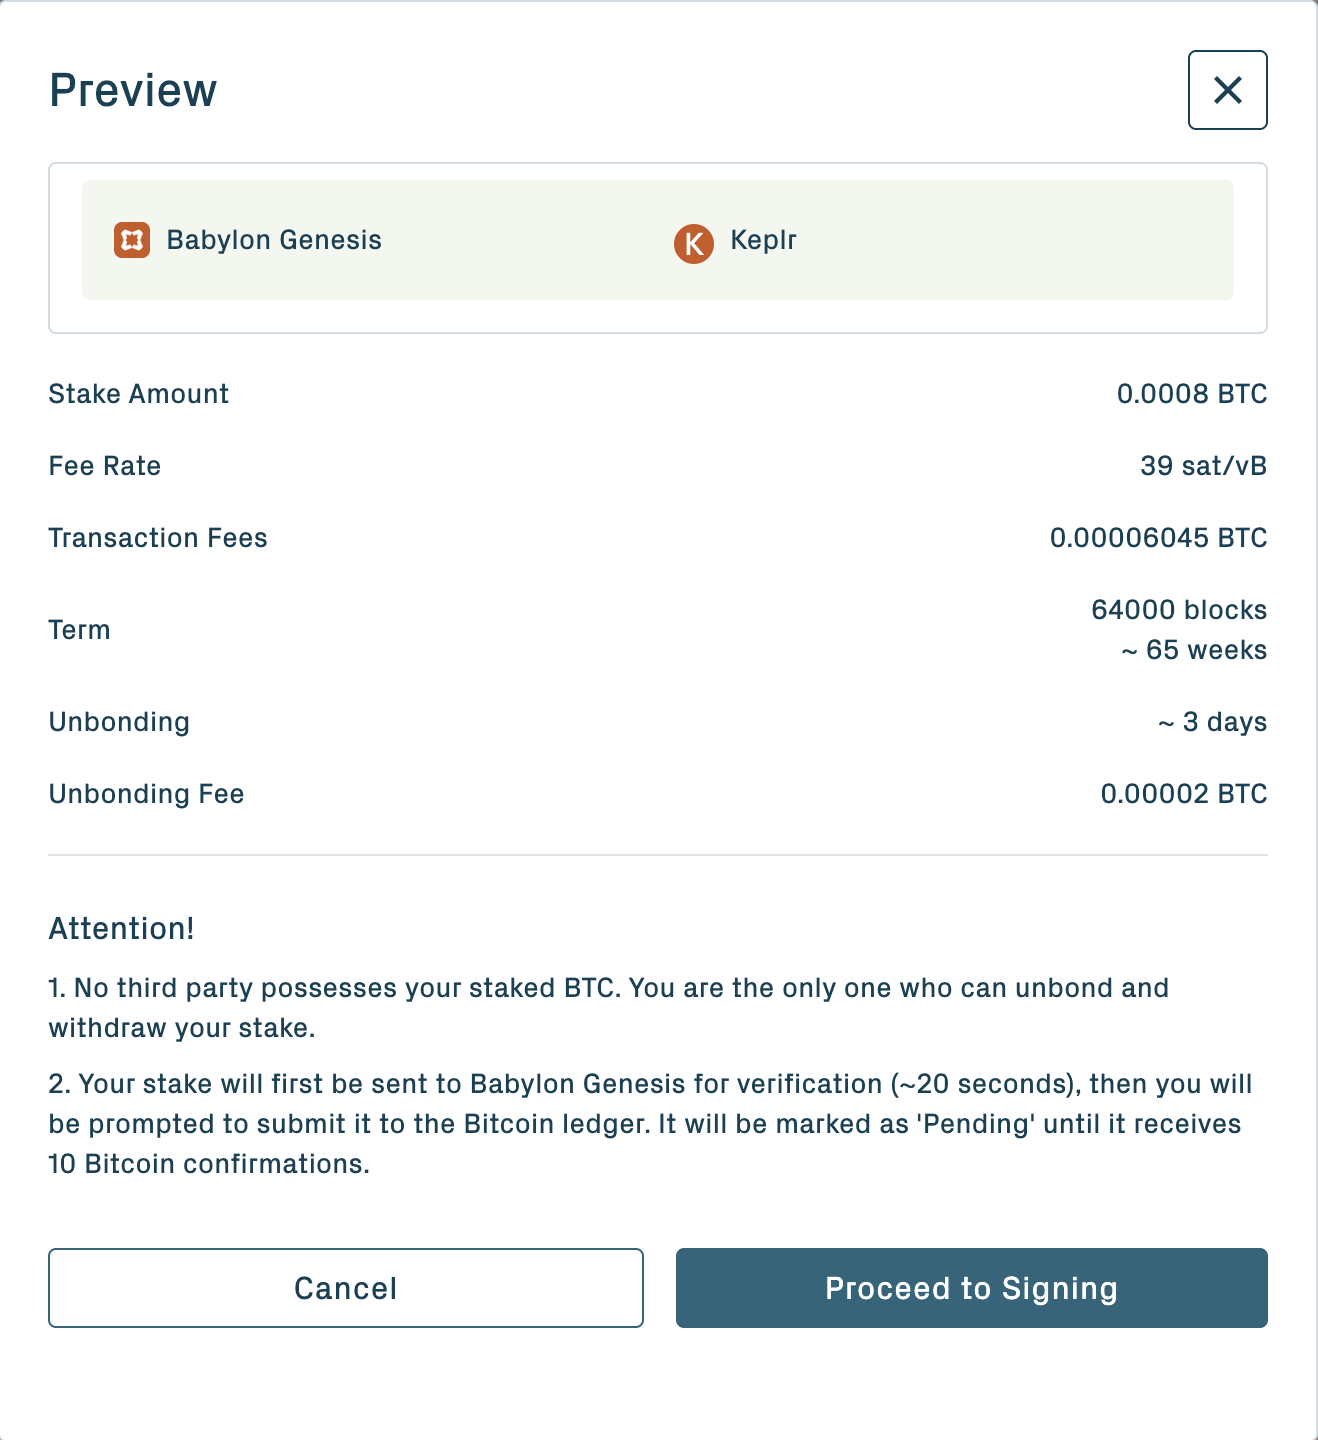 Preview
Babylon Genesis
K Keplr
Stake Amount 0.0008 BTC
Fee Rate 39 sat/vB
Transaction Fees 0.00006045 BTC
Term 64000 blocks
~ 65 weeks
Unbonding ~ 3 days
Unbonding Fee 0.00002 BTC
Attention!
1. No third party possesses your staked BTC. You are the only one who can unbond and
withdraw your stake.
2. Your stake will first be sent to Babylon Genesis for verification (~20 seconds), then you will
be prompted to submit it to the Bitcoin ledger. It will be marked as 'Pending' until it receives
10 Bitcoin confirmations.
Cancel
Proceed to Signing